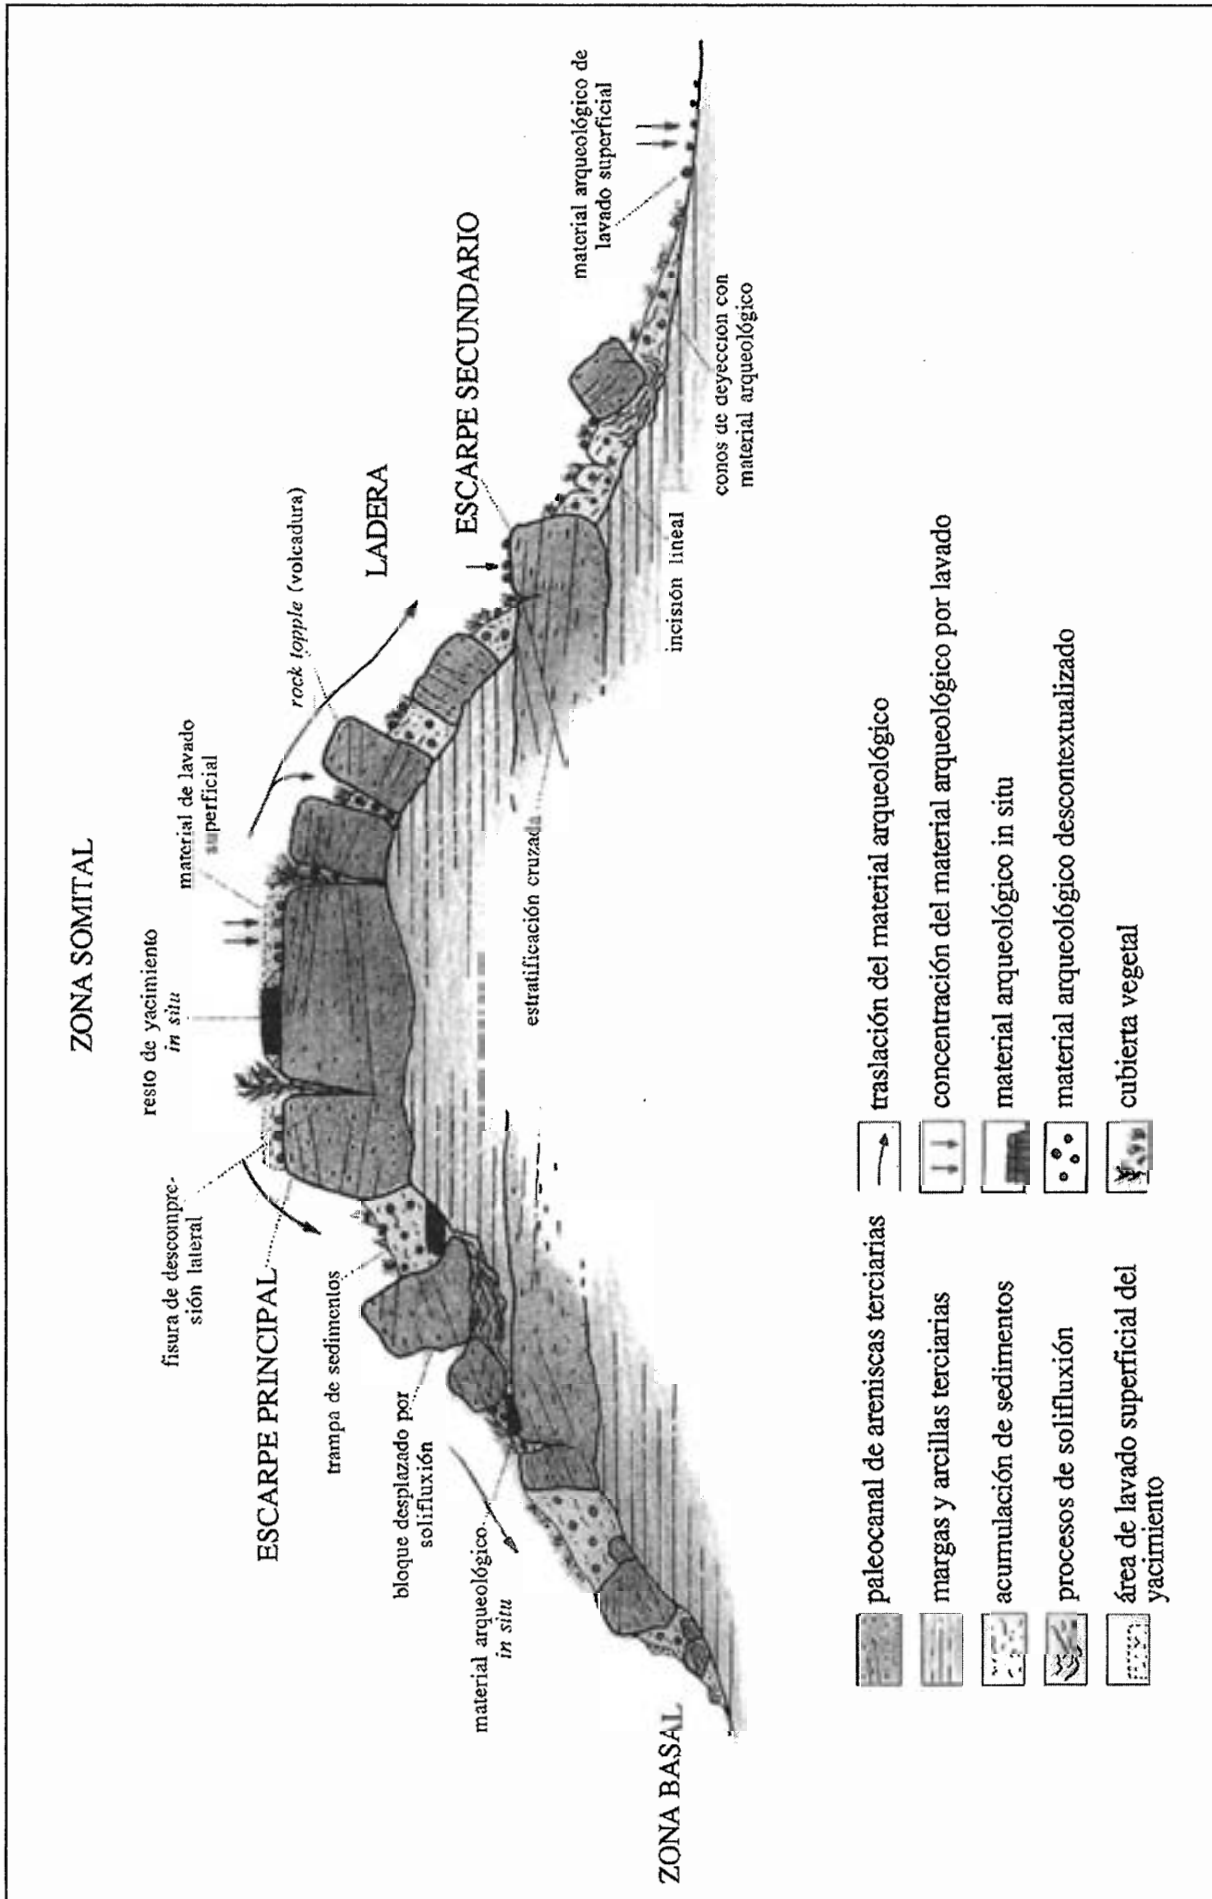 ZONA SOMITAL
resto de yacimiento
in situ
material de lavado
superficial
fisura de descompre-
sión lateral
rock topple (volcadura)
ESCARPE PRINCIPAL
LADERA
trampa de sedimentos
ESCARPE SECUNDARIO
bloque desplazado por
solifluxión
material arqueológico
in situ
material arqueológico de
lavado superficial
estratificación cruzada
incisión lineal
conos de deyección con
material arqueológico
ZONA BASAL
paleocanal de areniscas terciarias
margas y arcillas terciarias
acumulación de sedimentos
procesos de solifluxión
área de lavado superficial del
yacimiento
traslación del material arqueológico
concentración del material arqueológico por lavado
material arqueológico in situ
material arqueológico descontextualizado
cubierta vegetal